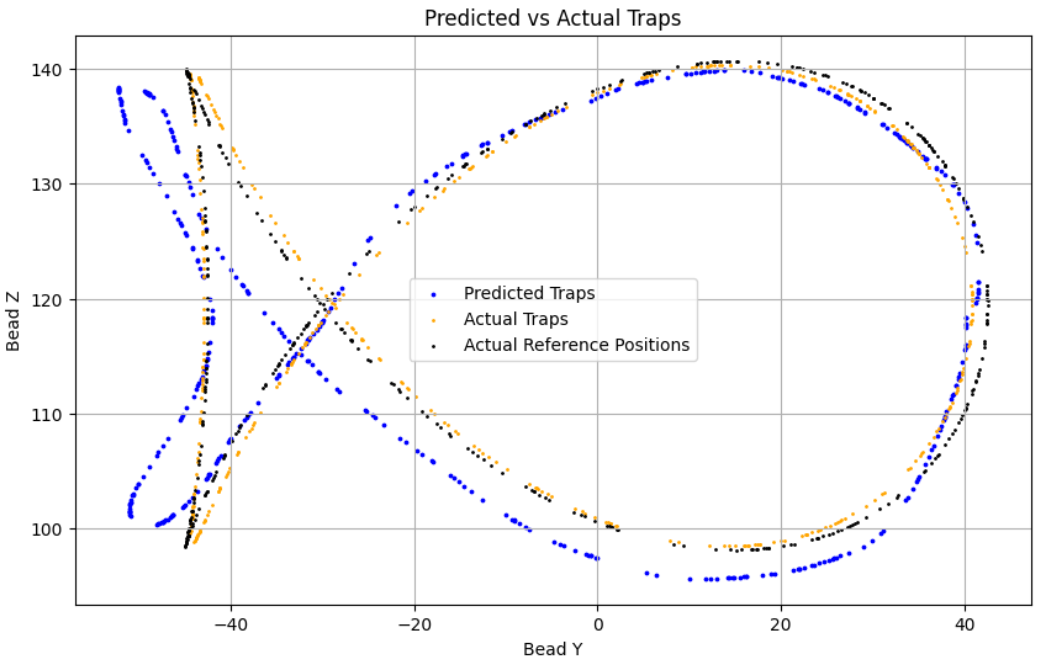 Predicted vs Actual Traps
140
130
120
110
100
Bead Z
Predicted Traps
Actual Traps
Actual Reference Positions
−40
−20
0
20
40
Bead Y